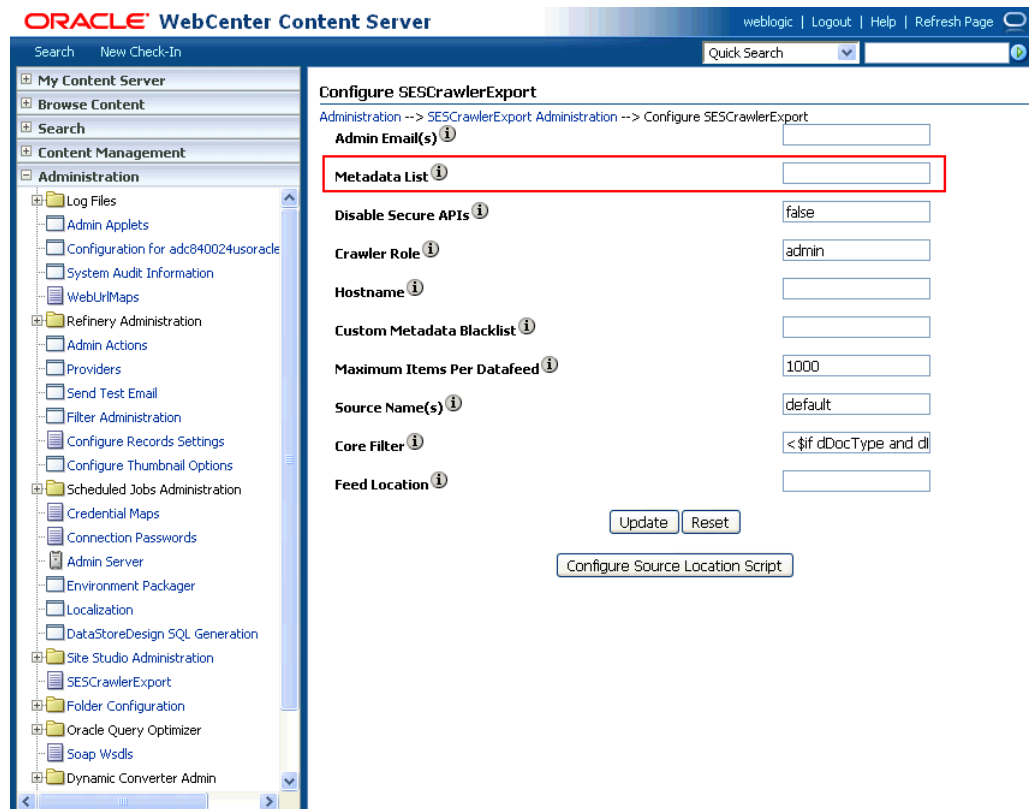 ORACLE WebCenter Content Server
weblogic | Logout | Help | Refresh Page
Search New Check-In
Quick Search
My Content Server
Browse Content
Search
Content Management
Administration
Log Files
Admin Applets
Configuration for adc840024usoracle
System Audit Information
WebUrlMaps
Refinery Administration
Admin Actions
Providers
Send Test Email
Filter Administration
Configure Records Settings
Configure Thumbnail Options
Scheduled Jobs Administration
Credential Maps
Connection Passwords
Admin Server
Environment Packager
Localization
DataStoreDesign SQL Generation
Site Studio Administration
SESCrawlerExport
Folder Configuration
Oracle Query Optimizer
Soap Wsdls
Dynamic Converter Admin
Configure SESCrawlerExport
Administration --> SESCrawlerExport Administration --> Configure SESCrawlerExport
Admin Email(s)
Metadata List
Disable Secure APIs false
Crawler Role admin
Hostname
Custom Metadata Blacklist
Maximum Items Per Datafeed 1000
Source Name(s) default
Core Filter <$if dDocType and dI
Feed Location
Update Reset
Configure Source Location Script